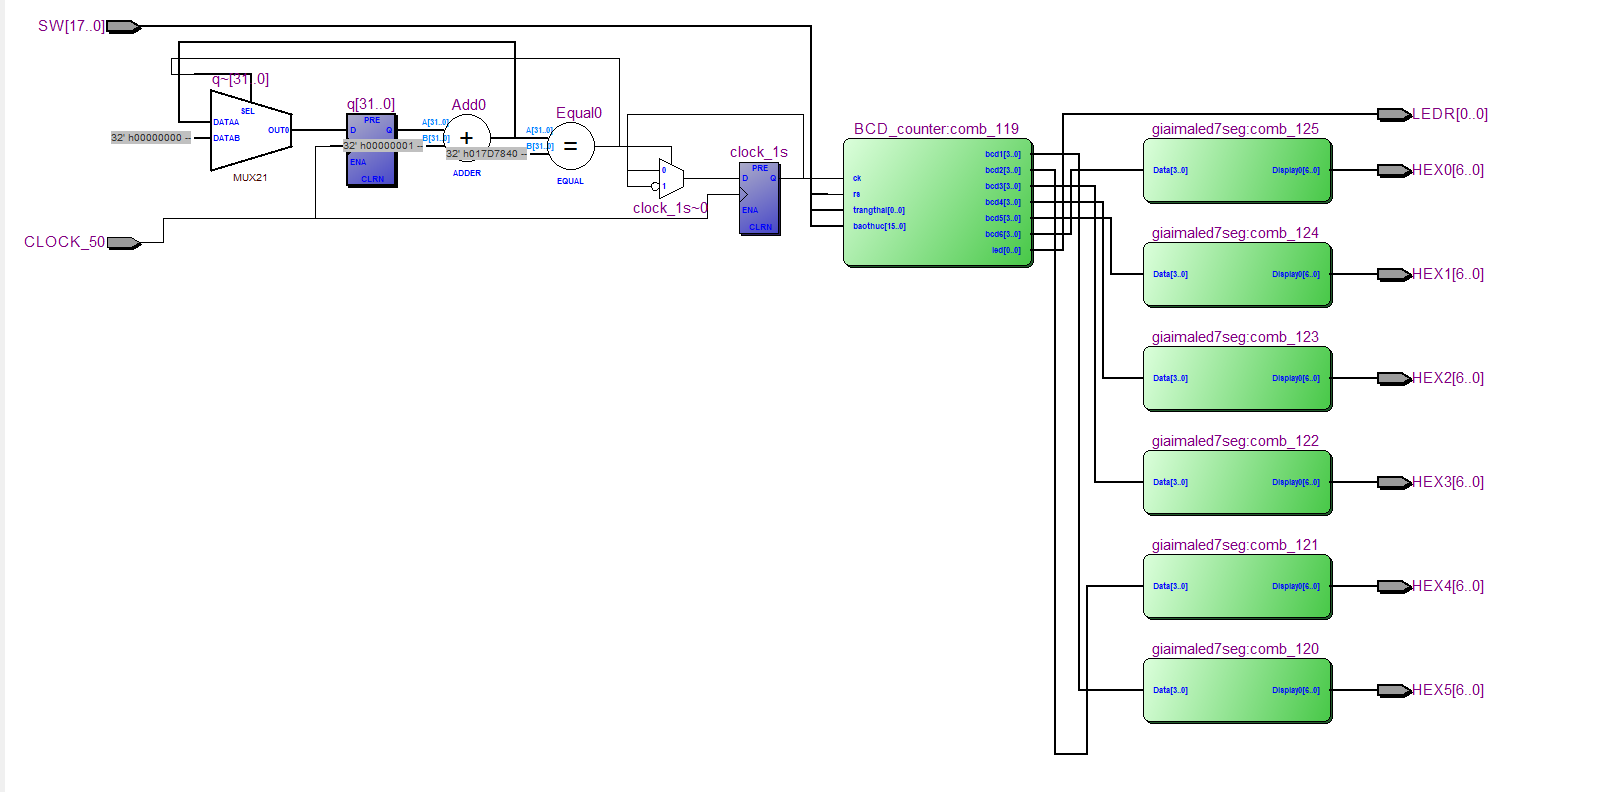 SW[17..0]
q~[31..0]
SEL
DATAA
DATAB
OUT0
32' h00000000 --
MUX21
q[31..0]
PRE
D
Q
ENA
CLRN
32' h00000001 --
Add0
A[31..0]
B[31..0]
+
ADDER
32' h017D7840 --
Equal0
A[31..0]
B[31..0]
=
EQUAL
0
1
clock_1s~0
clock_1s
PRE
D
Q
ENA
CLRN
CLOCK_50
BCD_counter:comb_119
ck
rs
trangthai[0..0]
baothuc[15..0]
bcd1[3..0]
bcd2[3..0]
bcd3[3..0]
bcd4[3..0]
bcd5[3..0]
bcd6[3..0]
led[0..0]
LEDR[0..0]
giaimaled7seg:comb_125
Data[3..0]
Display0[6..0]
HEX0[6..0]
giaimaled7seg:comb_124
Data[3..0]
Display0[6..0]
HEX1[6..0]
giaimaled7seg:comb_123
Data[3..0]
Display0[6..0]
HEX2[6..0]
giaimaled7seg:comb_122
Data[3..0]
Display0[6..0]
HEX3[6..0]
giaimaled7seg:comb_121
Data[3..0]
Display0[6..0]
HEX4[6..0]
giaimaled7seg:comb_120
Data[3..0]
Display0[6..0]
HEX5[6..0]